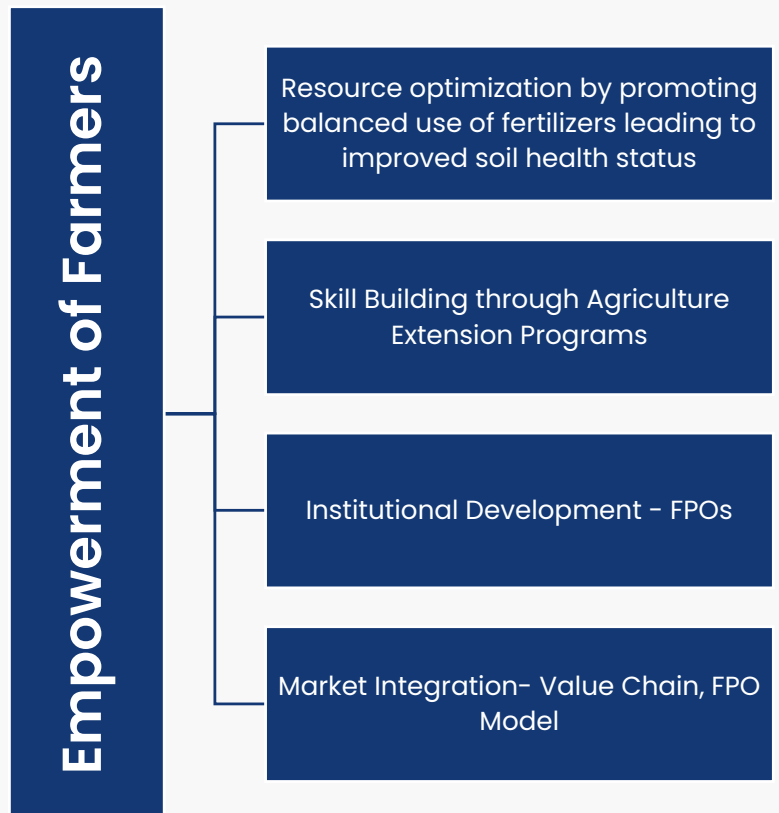 Empowerment of Farmers
Resource optimization by promoting
balanced use of fertilizers leading to
improved soil health status
Skill Building through Agriculture
Extension Programs
Institutional Development - FPOs
Market Integration- Value Chain, FPO
Model